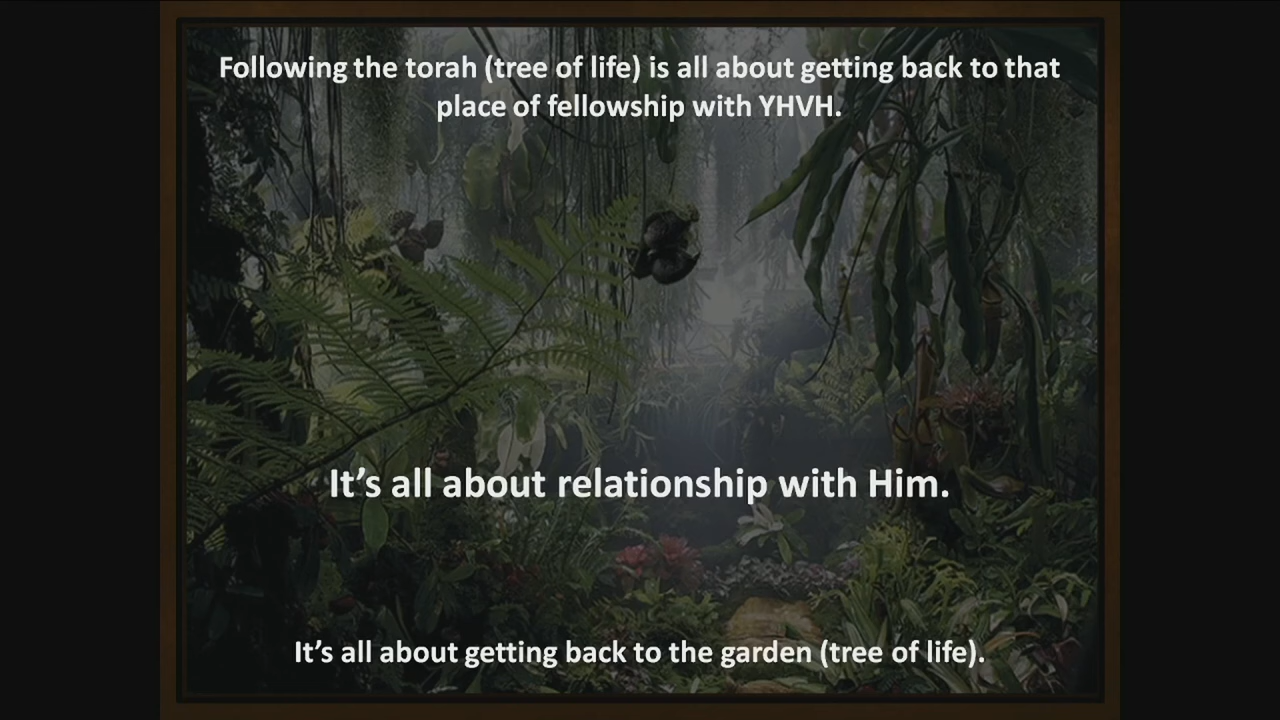 Following the torah (tree of life) is all about getting back to that
place of fellowship with YHVH.
It’s all about relationship with Him.
It’s all about getting back to the garden (tree of life).